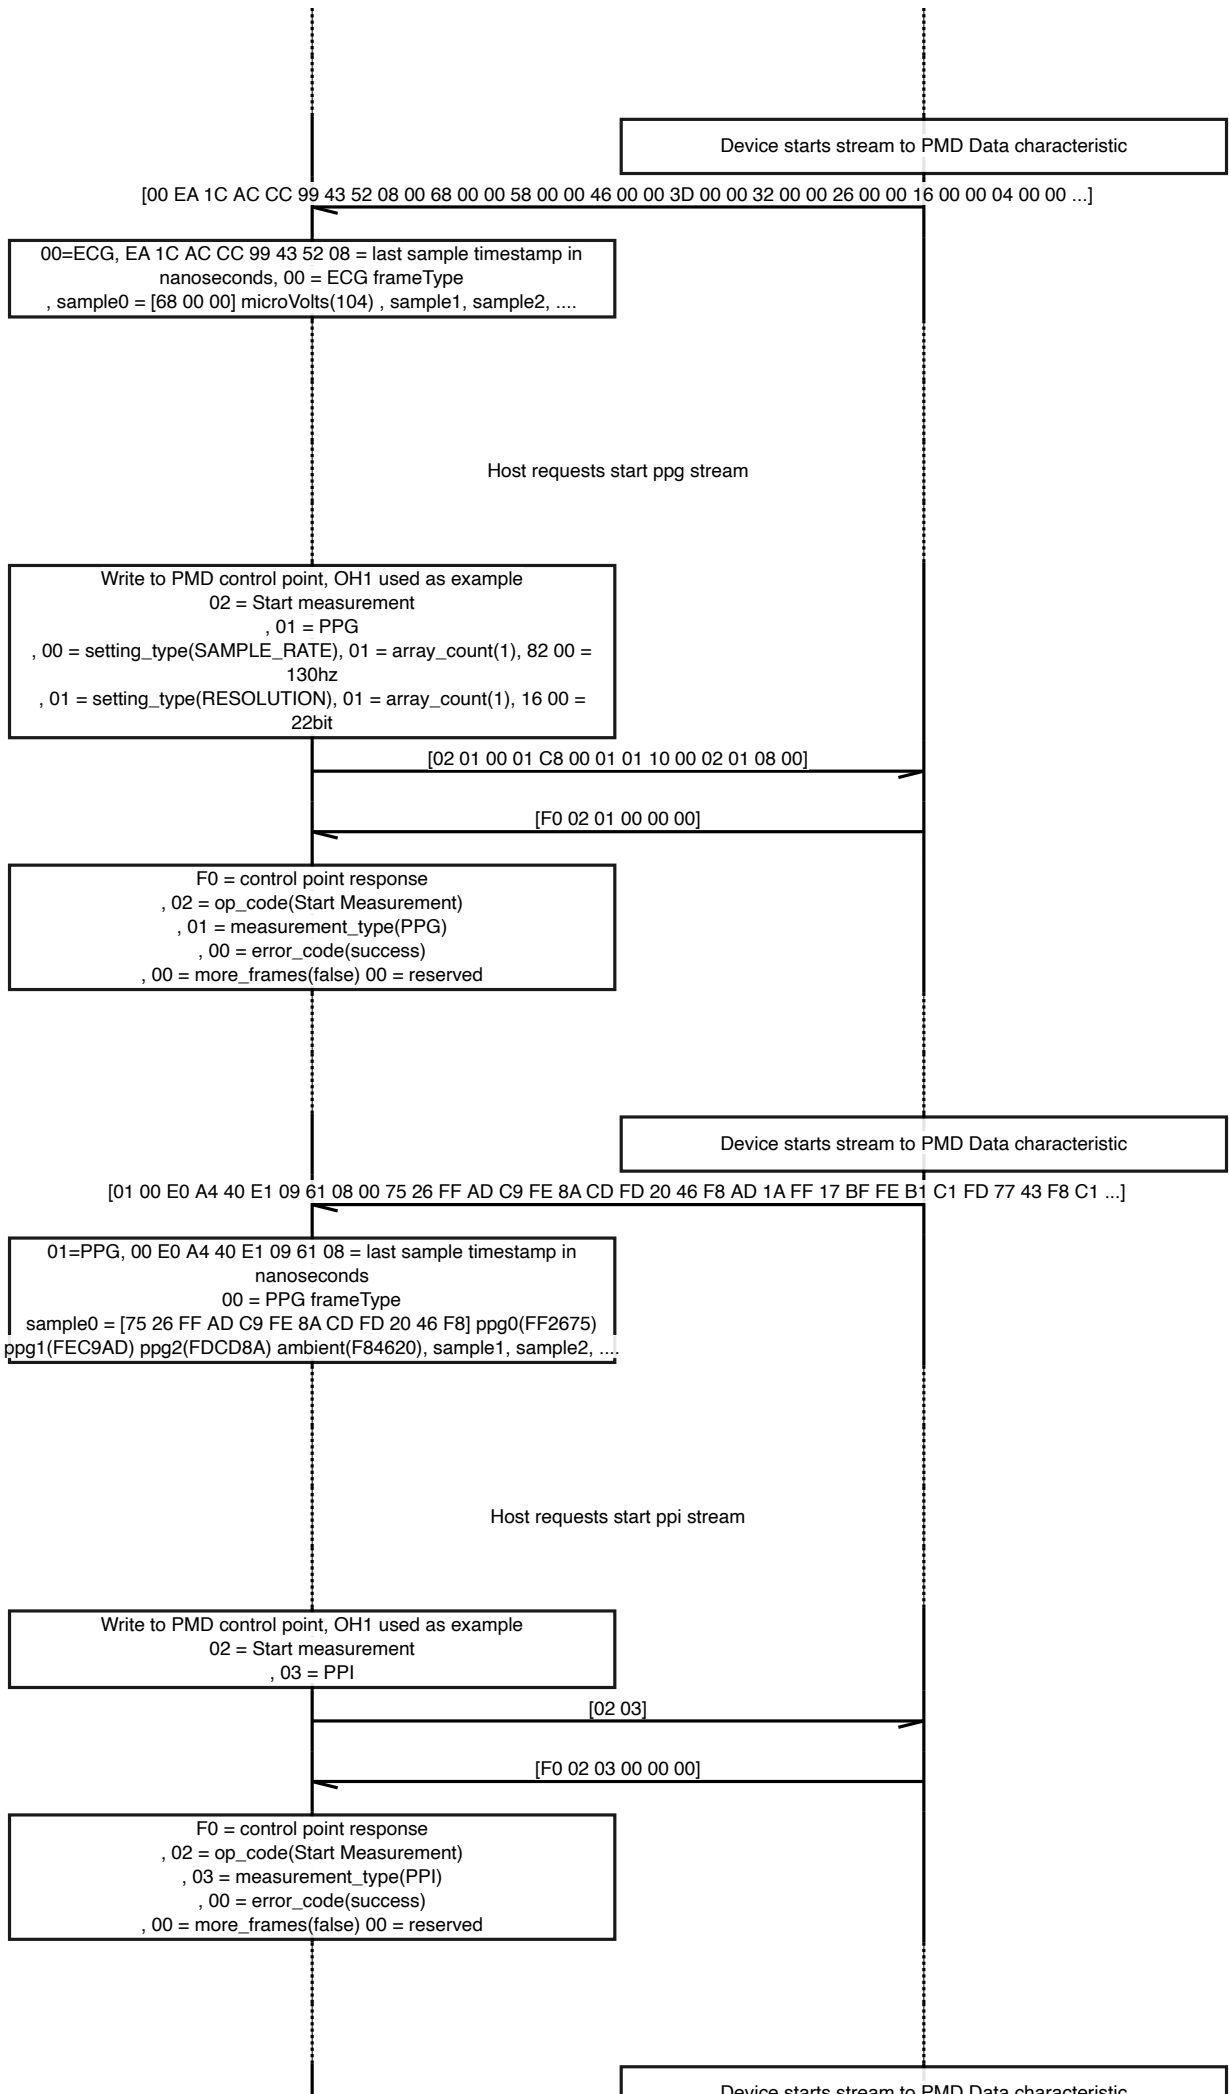 Device starts stream to PMD Data characteristic
[00 EA 1C AC CC 99 43 52 08 00 68 00 00 58 00 00 46 00 00 3D 00 00 32 00 00 26 00 00 16 00 00 04 00 00 ...]
00=ECG, EA 1C AC CC 99 43 52 08 = last sample timestamp in
nanoseconds, 00 = ECG frameType
, sample0 = [68 00 00] microVolts(104) , sample1, sample2, ....
Host requests start ppg stream
Write to PMD control point, OH1 used as example
02 = Start measurement
, 01 = PPG
, 00 = setting_type(SAMPLE_RATE), 01 = array_count(1), 82 00 =
130hz
, 01 = setting_type(RESOLUTION), 01 = array_count(1), 16 00 =
22bit
[02 01 00 01 C8 00 01 01 10 00 02 01 08 00]
[F0 02 01 00 00 00]
F0 = control point response
, 02 = op_code(Start Measurement)
, 01 = measurement_type(PPG)
, 00 = error_code(success)
, 00 = more_frames(false) 00 = reserved
Device starts stream to PMD Data characteristic
[01 00 E0 A4 40 E1 09 61 08 00 75 26 FF AD C9 FE 8A CD FD 20 46 F8 AD 1A FF 17 BF FE B1 C1 FD 77 43 F8 C1 ...]
01=PPG, 00 E0 A4 40 E1 09 61 08 = last sample timestamp in
nanoseconds
00 = PPG frameType
sample0 = [75 26 FF AD C9 FE 8A CD FD 20 46 F8] ppg0(FF2675)
ppg1(FEC9AD) ppg2(FDCD8A) ambient(F84620), sample1, sample2, ....
Host requests start ppi stream
Write to PMD control point, OH1 used as example
02 = Start measurement
, 03 = PPI
[02 03]
[F0 02 03 00 00 00]
F0 = control point response
, 02 = op_code(Start Measurement)
, 03 = measurement_type(PPI)
, 00 = error_code(success)
, 00 = more_frames(false) 00 = reserved
Device starts stream to PMD Data characteristic